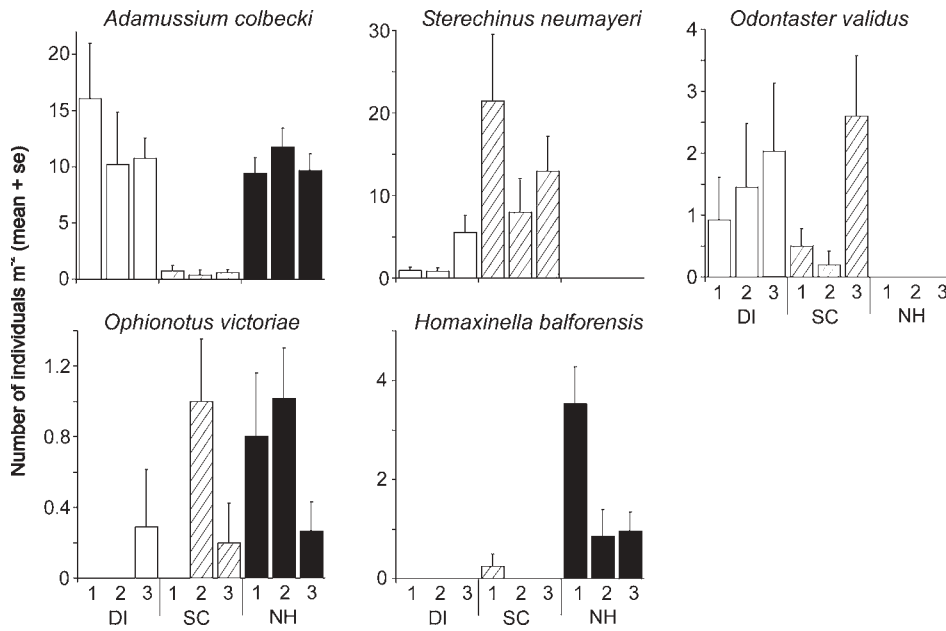 Adamussium colbecki
20
15
10
5
0
Sterechinus neumayeri
30
20
10
0
Odontaster validus
4
3
2
1
0
1 2 3 1 2 3 1 2 3
DI SC NH
Number of individuals (mean + se)
Ophionotus victoriae
1.2
0.8
0.4
0
1 2 3 1 2 3 1 2 3
DI SC NH
Homaxinella balforensis
4
2
0
1 2 3 1 2 3 1 2 3
DI SC NH